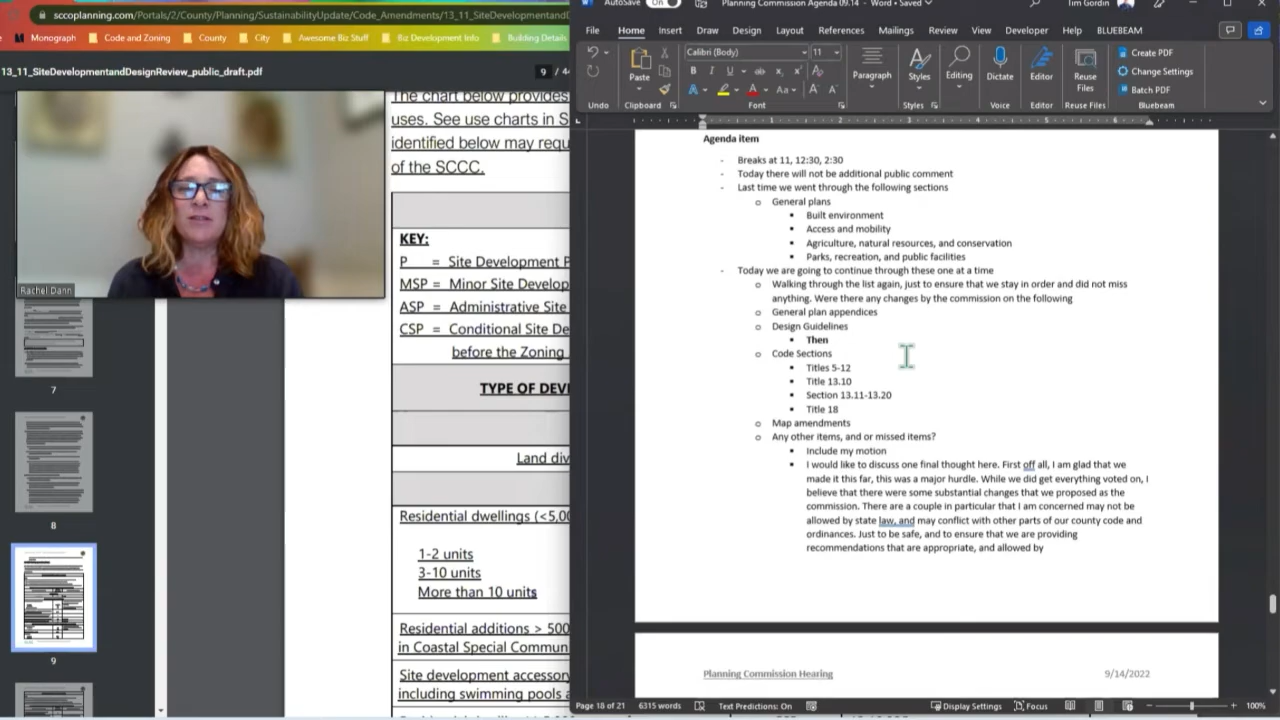 sccoplanning.com/Portals/2/County/Planning/SustainabilityUpdate/Code_Amendments/13_11_SiteDevelopmentand
Monograph
Code and Zoning
County
City
Awesome Biz Stuff
Biz Development Info
Building Details
13_11_SiteDevelopmentandDesignReview_public_draft.pdf
9
The chart below provides
uses. See use charts in S
identified below may requ
of the SCCC.
KEY:
P = Site Development P
MSP = Minor Site Develop
ASP = Administrative Site
CSP = Conditional Site De
before the Zoning
TYPE OF DEV
Land div
Residential dwellings (<5,00
1-2 units
3-10 units
More than 10 units
Residential additions > 500
in Coastal Special Commun
Site development accessory
including swimming pools a
Rachel Dann
7
8
9
AutoSave
On
Planning Commission Agenda 09.14 - Word • Saved
Tim Gordin
File
Home
Insert
Draw
Design
Layout
References
Mailings
Review
View
Developer
Help
BLUEBEAM
Calibri (Body)
11
Paste
Paragraph
Styles
Editing
Dictate
Editor
Reuse
Files
Create PDF
Change Settings
Batch PDF
Undo
Clipboard
Font
Styles
Voice
Editor
Reuse Files
Bluebeam
Agenda item
- Breaks at 11, 12:30, 2:30
- Today there will not be additional public comment
- Last time we went through the following sections
o General plans
▪ Built environment
▪ Access and mobility
▪ Agriculture, natural resources, and conservation
▪ Parks, recreation, and public facilities
- Today we are going to continue through these one at a time
o Walking through the list again, just to ensure that we stay in order and did not miss
anything. Were there any changes by the commission on the following
o General plan appendices
o Design Guidelines
▪ Then
o Code Sections
▪ Titles 5-12
▪ Title 13.10
▪ Section 13.11-13.20
▪ Title 18
o Map amendments
o Any other items, and or missed items?
▪ Include my motion
▪ I would like to discuss one final thought here. First off all, I am glad that we
made it this far, this was a major hurdle. While we did get everything voted on, I
believe that there were some substantial changes that we proposed as the
commission. There are a couple in particular that I am concerned may not be
allowed by state law, and may conflict with other parts of our county code and
ordinances. Just to be safe, and to ensure that we are providing
recommendations that are appropriate, and allowed by
Planning Commission Hearing
9/14/2022
Page 18 of 21
6315 words
Text Predictions: On
Display Settings
Focus
100%